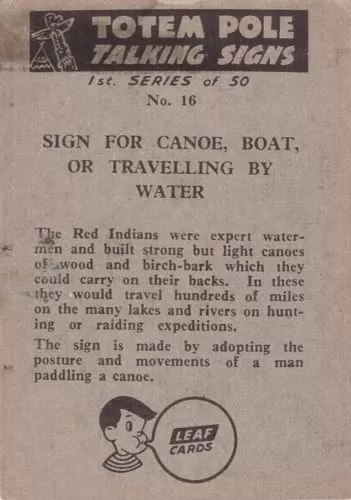 TOTEM POLE
TALKING SIGNS
1st. SERIES of 50
No. 16
SIGN FOR CANOE, BOAT,
OR TRAVELLING BY
WATER
The Red Indians were expert water-
men and built strong but light canoes
of wood and birch-bark which they
could carry on their backs. In these
they would travel hundreds of miles
on the many lakes and rivers on hunt-
ing or raiding expeditions.
The sign is made by adopting the
posture and movements of a man
paddling a canoe.
LEAF
CARDS